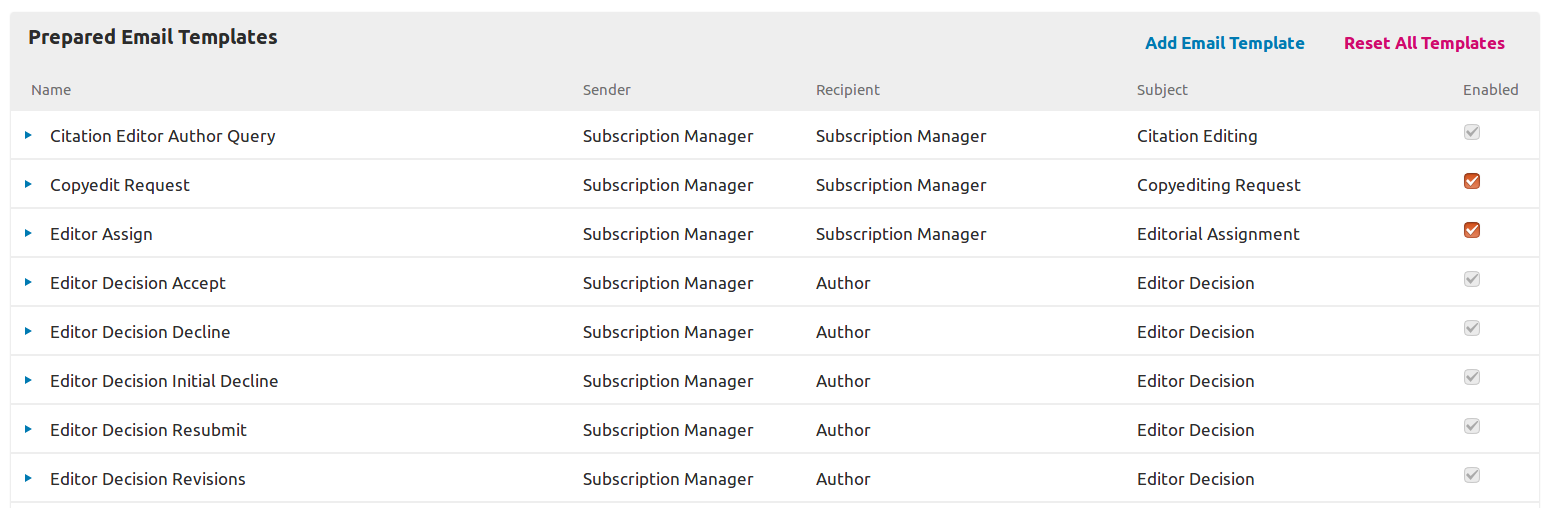 Prepared Email Templates
Add Email Template Reset All Templates
Name Sender Recipient Subject Enabled
Citation Editor Author Query Subscription Manager Subscription Manager Citation Editing
Copyedit Request Subscription Manager Subscription Manager Copyediting Request
Editor Assign Subscription Manager Subscription Manager Editorial Assignment
Editor Decision Accept Subscription Manager Author Editor Decision
Editor Decision Decline Subscription Manager Author Editor Decision
Editor Decision Initial Decline Subscription Manager Author Editor Decision
Editor Decision Resubmit Subscription Manager Author Editor Decision
Editor Decision Revisions Subscription Manager Author Editor Decision